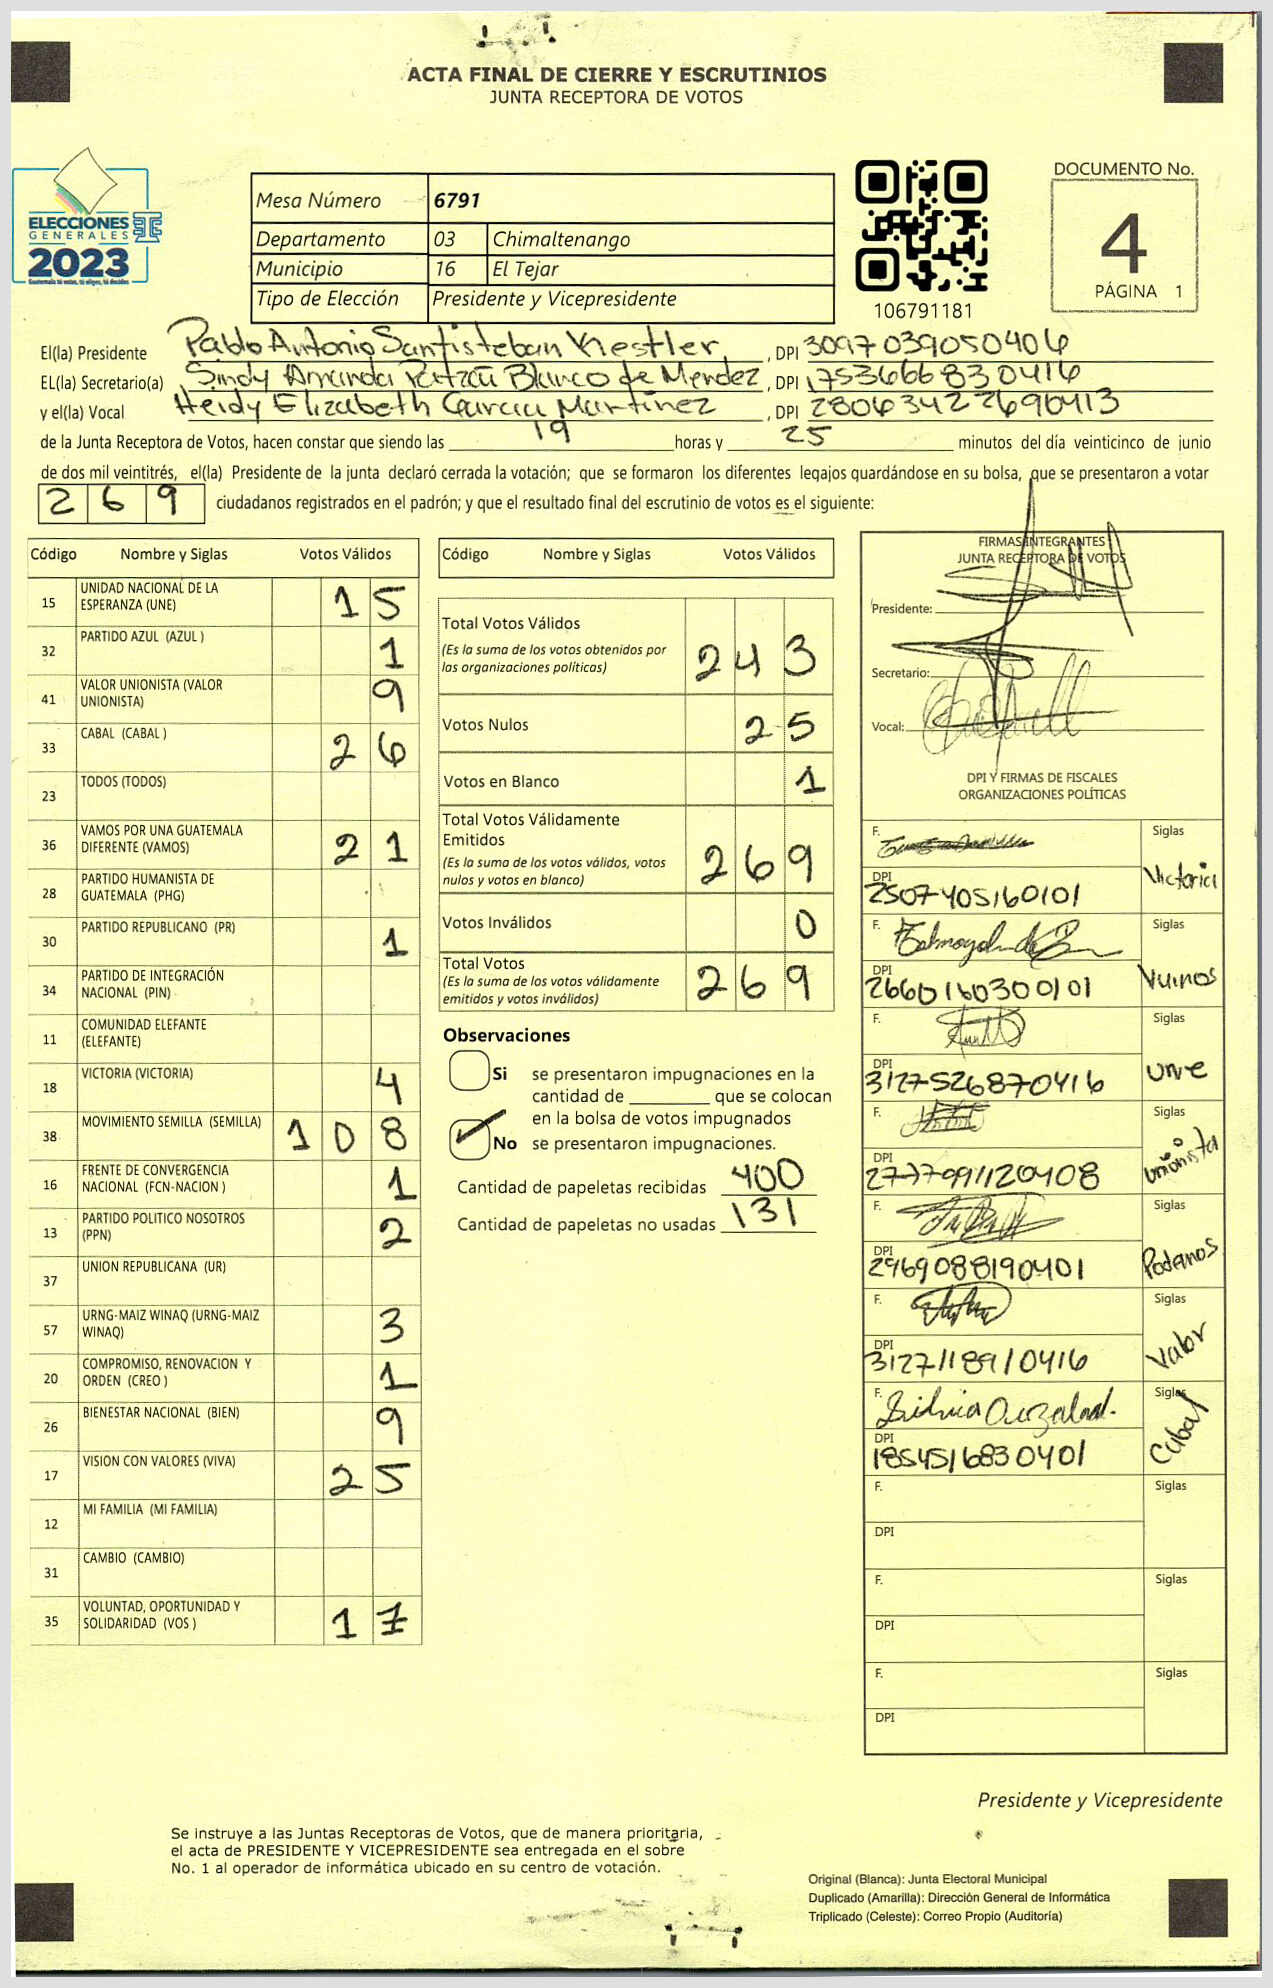 ACTA FINAL DE CIERRE Y ESCRUTINIOS
JUNTA RECEPTORA DE VOTOS
ELECCIONES
GENERALES
2023
Mesa Número 6791
Departamento 03 Chimaltenango
Municipio 16 El Tejar
Tipo de Elección Presidente y Vicepresidente
106791181
DOCUMENTO No.
4
PÁGINA 1
El(la) Presidente Pablo Antonio Santisteban Kestler, DPI 3097039050406
EL(la) Secretario(a) Sindy Amanda Blanco de Mendez, DPI 1753666830416
y el(la) Vocal Heidy Elizabeth Garcia Martinez, DPI 280634227690413
de la Junta Receptora de Votos, hacen constar que siendo las 19 horas y 25 minutos del día veinticinco de junio
de dos mil veintitrés, el(la) Presidente de la junta declaró cerrada la votación; que se formaron los diferentes legajos quardándose en su bolsa, que se presentaron a votar
269 ciudadanos registrados en el padrón; y que el resultado final del escrutinio de votos es el siguiente:
Código Nombre y Siglas Votos Válidos
15 UNIDAD NACIONAL DE LA
ESPERANZA (UNE) 15
32 PARTIDO AZUL (AZUL ) 1
41 VALOR UNIONISTA (VALOR
UNIONISTA) 9
33 CABAL (CABAL ) 26
23 TODOS (TODOS)
36 VAMOS POR UNA GUATEMALA
DIFERENTE (VAMOS) 21
28 PARTIDO HUMANISTA DE
GUATEMALA (PHG)
30 PARTIDO REPUBLICANO (PR) 1
34 PARTIDO DE INTEGRACIÓN
NACIONAL (PIN)
11 COMUNIDAD ELEFANTE
(ELEFANTE)
18 VICTORIA (VICTORIA) 4
38 MOVIMIENTO SEMILLA (SEMILLA) 108
16 FRENTE DE CONVERGENCIA
NACIONAL (FCN-NACION ) 1
13 PARTIDO POLITICO NOSOTROS
(PPN) 2
37 UNION REPUBLICANA (UR)
57 URNG-MAIZ WINAQ (URNG-MAIZ
WINAQ) 3
20 COMPROMISO, RENOVACION Y
ORDEN (CREO ) 1
26 BIENESTAR NACIONAL (BIEN) 9
17 VISION CON VALORES (VIVA) 25
12 MI FAMILIA (MI FAMILIA)
31 CAMBIO (CAMBIO)
35 VOLUNTAD, OPORTUNIDAD Y
SOLIDARIDAD (VOS ) 17
Código Nombre y Siglas Votos Válidos
Total Votos Válidos
(Es la suma de los votos obtenidos por
las organizaciones políticas) 243
Votos Nulos 25
Votos en Blanco 1
Total Votos Válidamente
Emitidos
(Es la suma de los votos válidos, votos
nulos y votos en blanco) 269
Votos Inválidos 0
Total Votos
(Es la suma de los votos válidamente
emitidos y votos inválidos) 269
Observaciones
Si se presentaron impugnaciones en la
cantidad de ________ que se colocan
en la bolsa de votos impugnados
No se presentaron impugnaciones.
Cantidad de papeletas recibidas 400
Cantidad de papeletas no usadas 131
FIRMAS INTEGRANTES
JUNTA RECEPTORA DE VOTOS
Presidente:
Secretario:
Vocal:
DPI Y FIRMAS DE FISCALES
ORGANIZACIONES POLÍTICAS
F. Siglas
DPI 2507405160101 Victoria
F. Siglas
DPI 2660160300101 Vamos
F. Siglas
DPI 3127526870416 UNE
F. Siglas
DPI 2777091120408 Unionista
F. Siglas
DPI 2969088190401 Podemos
F. Siglas
DPI 3127118910416 Valor
F. Siglas
DPI 1854516830401 Cabal
F. Siglas
DPI
F. Siglas
DPI
F. Siglas
DPI
Presidente y Vicepresidente
Se instruye a las Juntas Receptoras de Votos, que de manera prioritaria,
el acta de PRESIDENTE Y VICEPRESIDENTE sea entregada en el sobre
No. 1 al operador de informática ubicado en su centro de votación.
Original (Blanca): Junta Electoral Municipal
Duplicado (Amarilla): Dirección General de Informática
Triplicado (Celeste): Correo Propio (Auditoría)